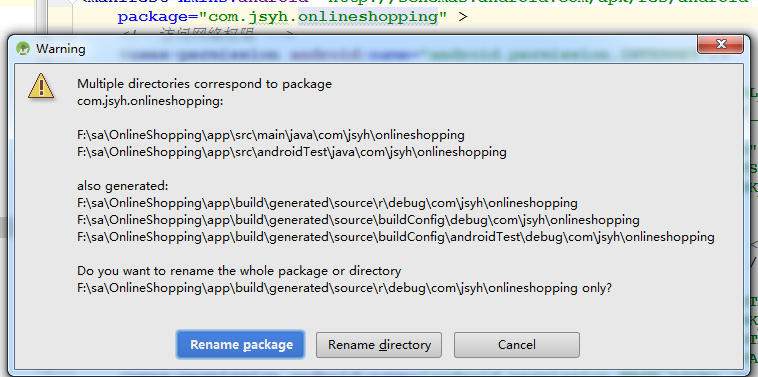 package="com.jsyh.onlineshopping" >
Warning
Multiple directories correspond to package
com.jsyh.onlineshopping:
F:\sa\OnlineShopping\app\src\main\java\com\jsyh\onlineshopping
F:\sa\OnlineShopping\app\src\androidTest\java\com\jsyh\onlineshopping
also generated:
F:\sa\OnlineShopping\app\build\generated\source\r\debug\com\jsyh\onlineshopping
F:\sa\OnlineShopping\app\build\generated\source\buildConfig\debug\com\jsyh\onlineshopping
F:\sa\OnlineShopping\app\build\generated\source\buildConfig\androidTest\debug\com\jsyh\onlineshopping
Do you want to rename the whole package or directory
F:\sa\OnlineShopping\app\build\generated\source\r\debug\com\jsyh\onlineshopping only?
Rename package
Rename directory
Cancel